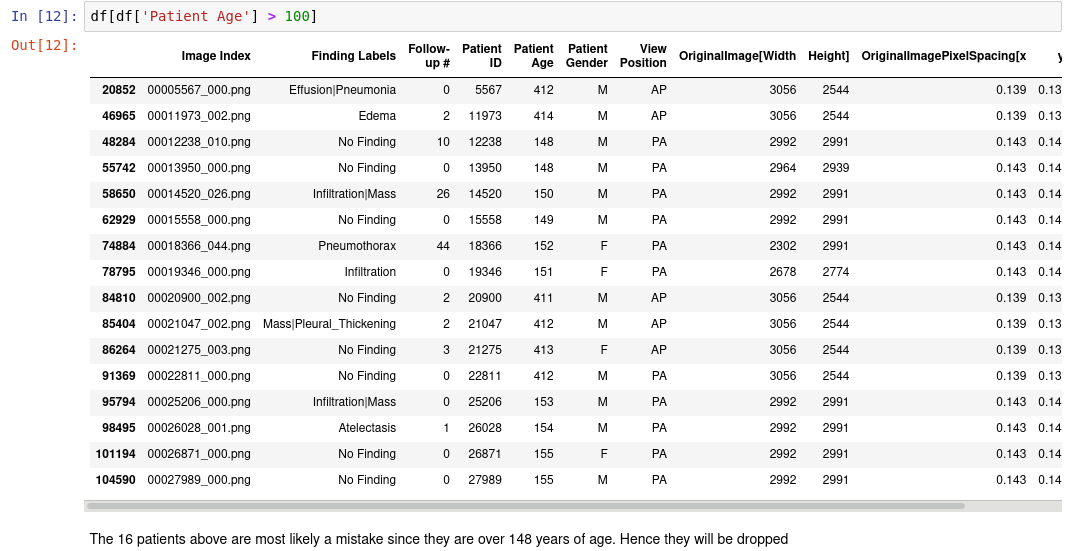 In [12]: df[df['Patient Age'] > 100]
Out[12]:
Image Index Finding Labels Follow-up # Patient ID Patient Age Patient Gender View Position OriginalImage[Width Height] OriginalImagePixelSpacing[x y
20852 00005567_000.png Effusion|Pneumonia 0 5567 412 M AP 3056 2544 0.139 0.13
46965 00011973_002.png Edema 2 11973 414 M AP 3056 2544 0.139 0.13
48284 00012238_010.png No Finding 10 12238 148 M PA 2992 2991 0.143 0.14
55742 00013950_000.png No Finding 0 13950 148 M PA 2964 2939 0.143 0.14
58650 00014520_026.png Infiltration|Mass 26 14520 150 M PA 2992 2991 0.143 0.14
62929 00015558_000.png No Finding 0 15558 149 M PA 2992 2991 0.143 0.14
74884 00018366_044.png Pneumothorax 44 18366 152 F PA 2302 2991 0.143 0.14
78795 00019346_000.png Infiltration 0 19346 151 F PA 2678 2774 0.143 0.14
84810 00020900_002.png No Finding 2 20900 411 M AP 3056 2544 0.139 0.13
85404 00021047_002.png Mass|Pleural_Thickening 2 21047 412 M AP 3056 2544 0.139 0.13
86264 00021275_003.png No Finding 3 21275 413 F AP 3056 2544 0.139 0.13
91369 00022811_000.png No Finding 0 22811 412 M PA 3056 2544 0.139 0.13
95794 00025206_000.png Infiltration|Mass 0 25206 153 M PA 2992 2991 0.143 0.14
98495 00026028_001.png Atelectasis 1 26028 154 M PA 2992 2991 0.143 0.14
101194 00026871_000.png No Finding 0 26871 155 F PA 2992 2991 0.143 0.14
104590 00027989_000.png No Finding 0 27989 155 M PA 2992 2991 0.143 0.14
The 16 patients above are most likely a mistake since they are over 148 years of age. Hence they will be dropped